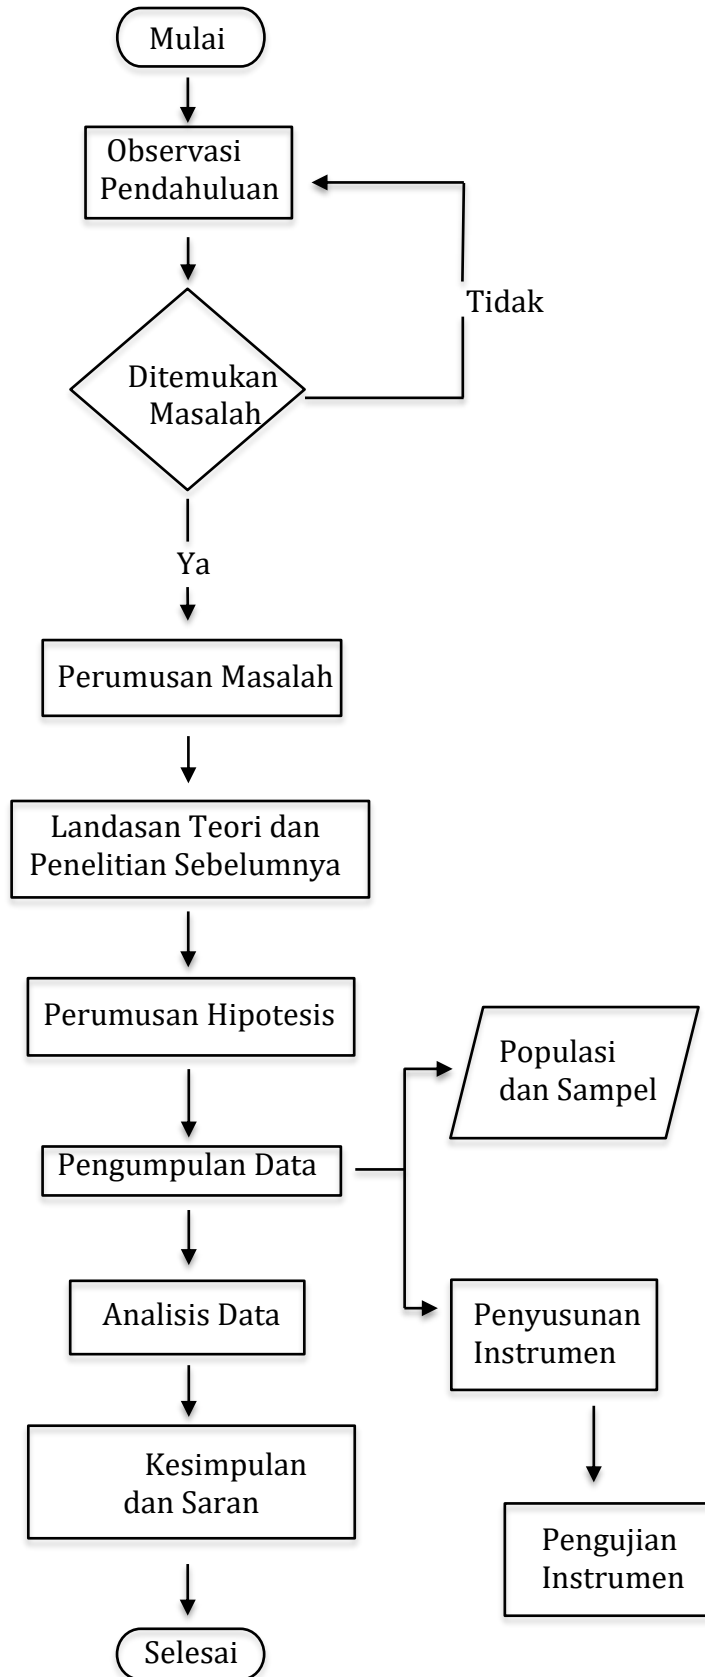 Mulai
Observasi
Pendahuluan
Tidak
Ditemukan
Masalah
Ya
Perumusan Masalah
Landasan Teori dan
Penelitian Sebelumnya
Perumusan Hipotesis
Populasi
dan Sampel
Pengumpulan Data
Analisis Data
Penyusunan
Instrumen
Kesimpulan
dan Saran
Pengujian
Instrumen
Selesai